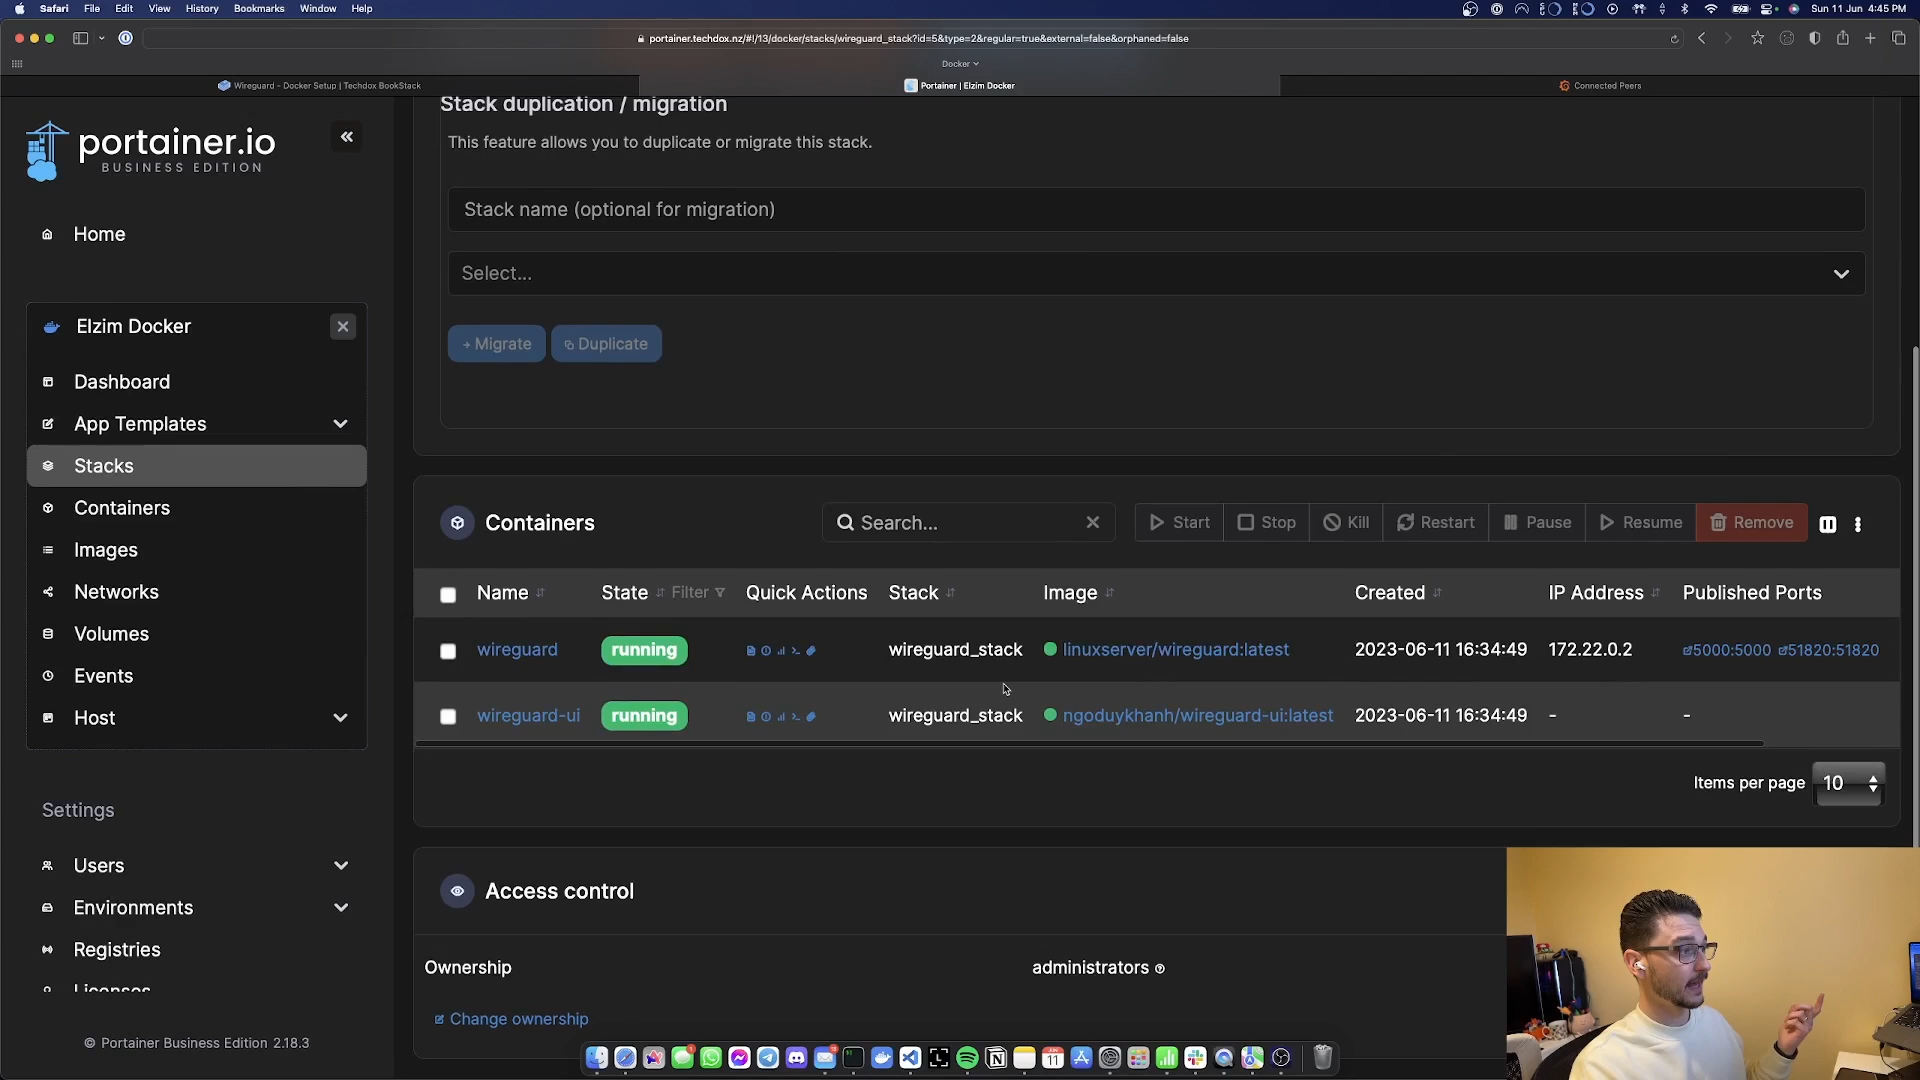 Safari File Edit View History Bookmarks Window Help
Sun 11 Jun 4:45 PM
portainer.techdox.nz/#!/13/docker/stacks/wireguard_stack?id=5&type=2&regular=true&external=false&orphaned=false
Docker
Wireguard - Docker Setup | Techdox BookStack
Portainer | Elzim Docker
Connected Peers
portainer.io
BUSINESS EDITION
Home
Elzim Docker
Dashboard
App Templates
Stacks
Containers
Images
Networks
Volumes
Events
Host
Settings
Users
Environments
Registries
Licenses
© Portainer Business Edition 2.18.3
Stack duplication / migration
This feature allows you to duplicate or migrate this stack.
Stack name (optional for migration)
Select...
Migrate Duplicate
Containers
Search...
Start Stop Kill Restart Pause Resume Remove
Name State Filter Quick Actions Stack Image Created IP Address Published Ports
wireguard running wireguard_stack linuxserver/wireguard:latest 2023-06-11 16:34:49 172.22.0.2 5000:5000 51820:51820
wireguard-ui running wireguard_stack ngoduykhanh/wireguard-ui:latest 2023-06-11 16:34:49 - -
Items per page 10
Access control
Ownership administrators
Change ownership